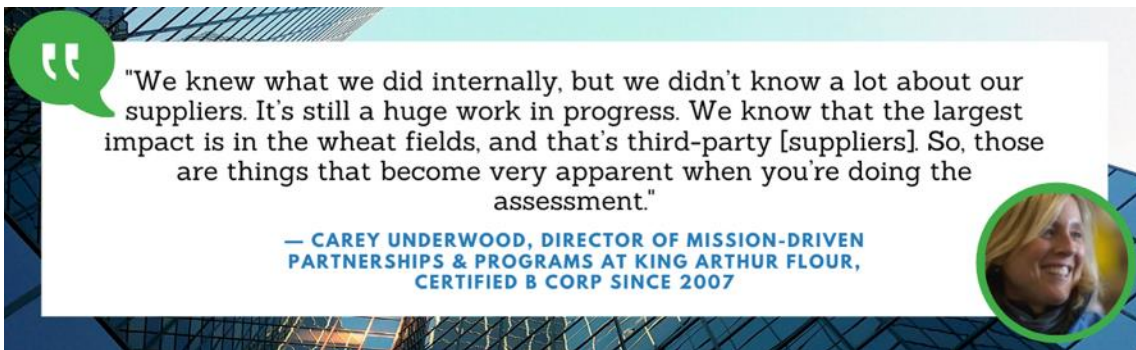 "We knew what we did internally, but we didn't know a lot about our
suppliers. It's still a huge work in progress. We know that the largest
impact is in the wheat fields, and that's third-party [suppliers]. So, those
are things that become very apparent when you're doing the
assessment."
— CAREY UNDERWOOD, DIRECTOR OF MISSION-DRIVEN
PARTNERSHIPS & PROGRAMS AT KING ARTHUR FLOUR,
CERTIFIED B CORP SINCE 2007